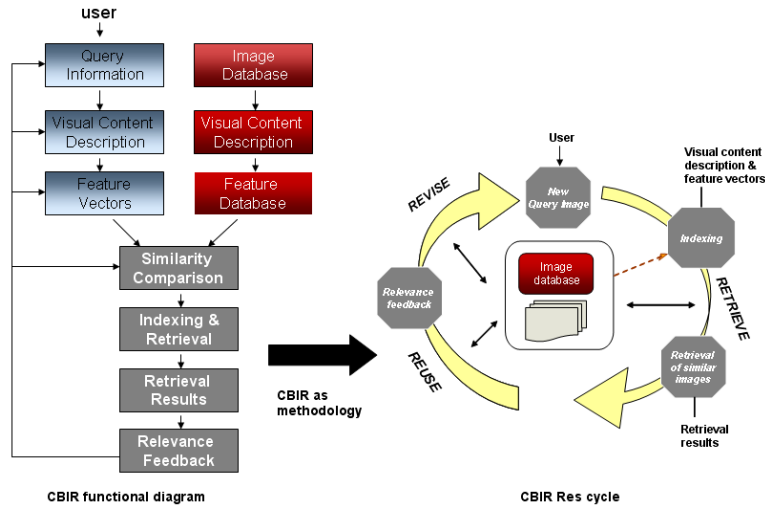 user
Query
Information
Image
Database
Visual Content
Description
Visual Content
Description
Feature
Vectors
Feature
Database
Similarity
Comparison
Indexing &
Retrieval
Retrieval
Results
Relevance
Feedback
CBIR functional diagram
CBIR as
methodology
User
New
Query Image
Visual content
description &
feature vectors
Indexing
REVISE
Image
database
Relevance
feedback
RETRIEVE
REUSE
Retrieval
of similar
images
Retrieval
results
CBIR Res cycle